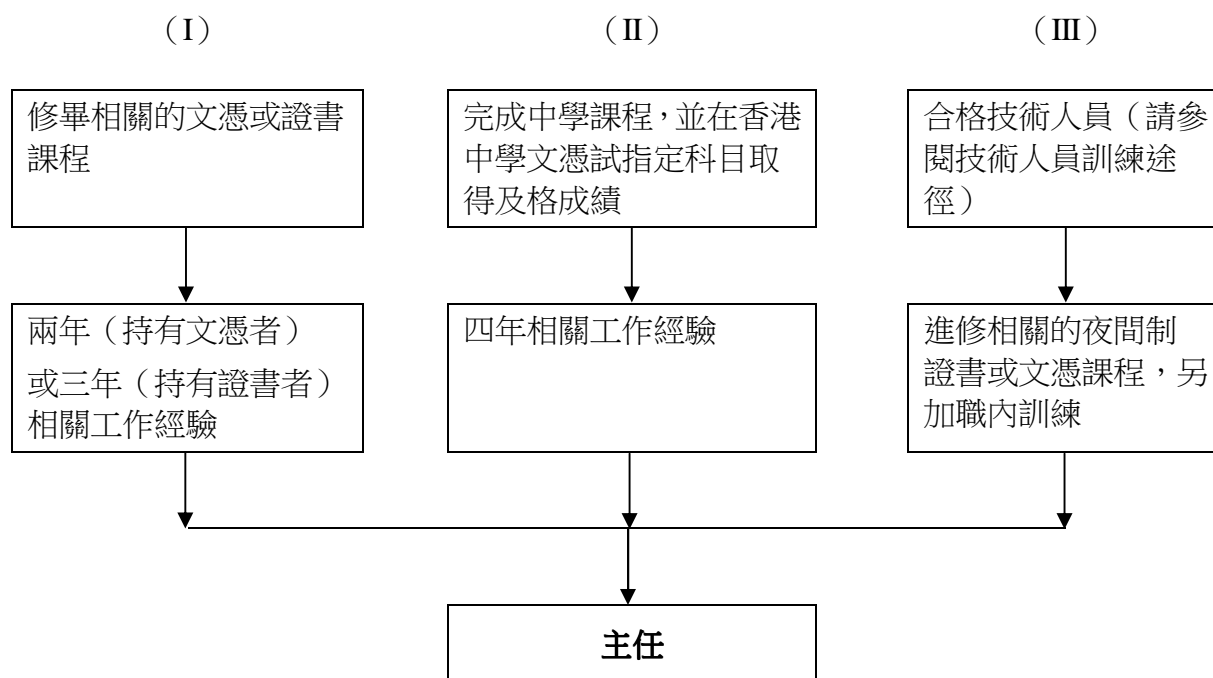 （I）
（II）
（III）
修畢相關的文憑或證書
課程
完成中學課程，並在香港
中學文憑試指定科目取
得及格成績
合格技術人員（請參
閱技術人員訓練途
徑）
兩年（持有文憑者）
或三年（持有證書者）
相關工作經驗
四年相關工作經驗
進修相關的夜間制
證書或文憑課程，另
加職內訓練
主任